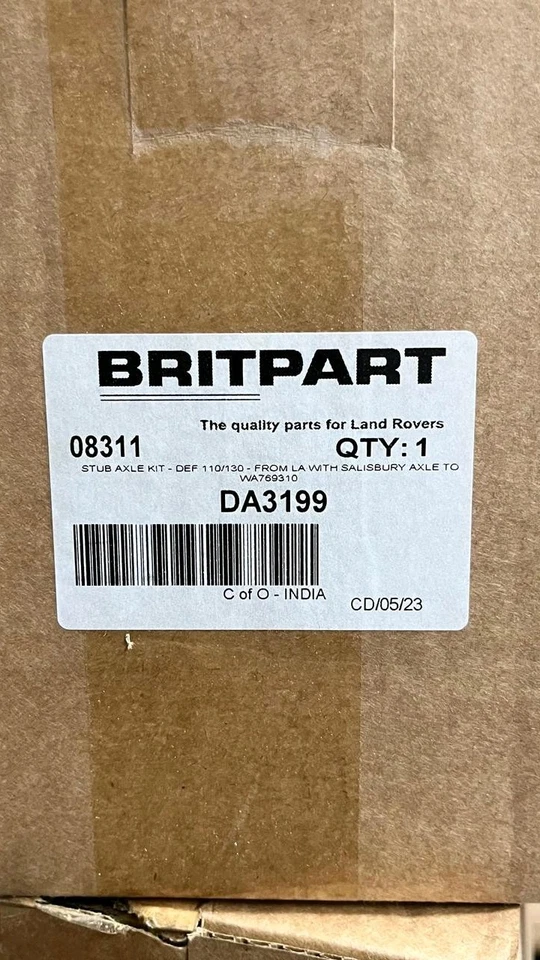 BRITPART
The quality parts for Land Rovers
08311 QTY: 1
STUB AXLE KIT - DEF 110/130 - FROM LA WITH SALISBURY AXLE TO
WA769310
DA3199
C of O - INDIA
CD/05/23